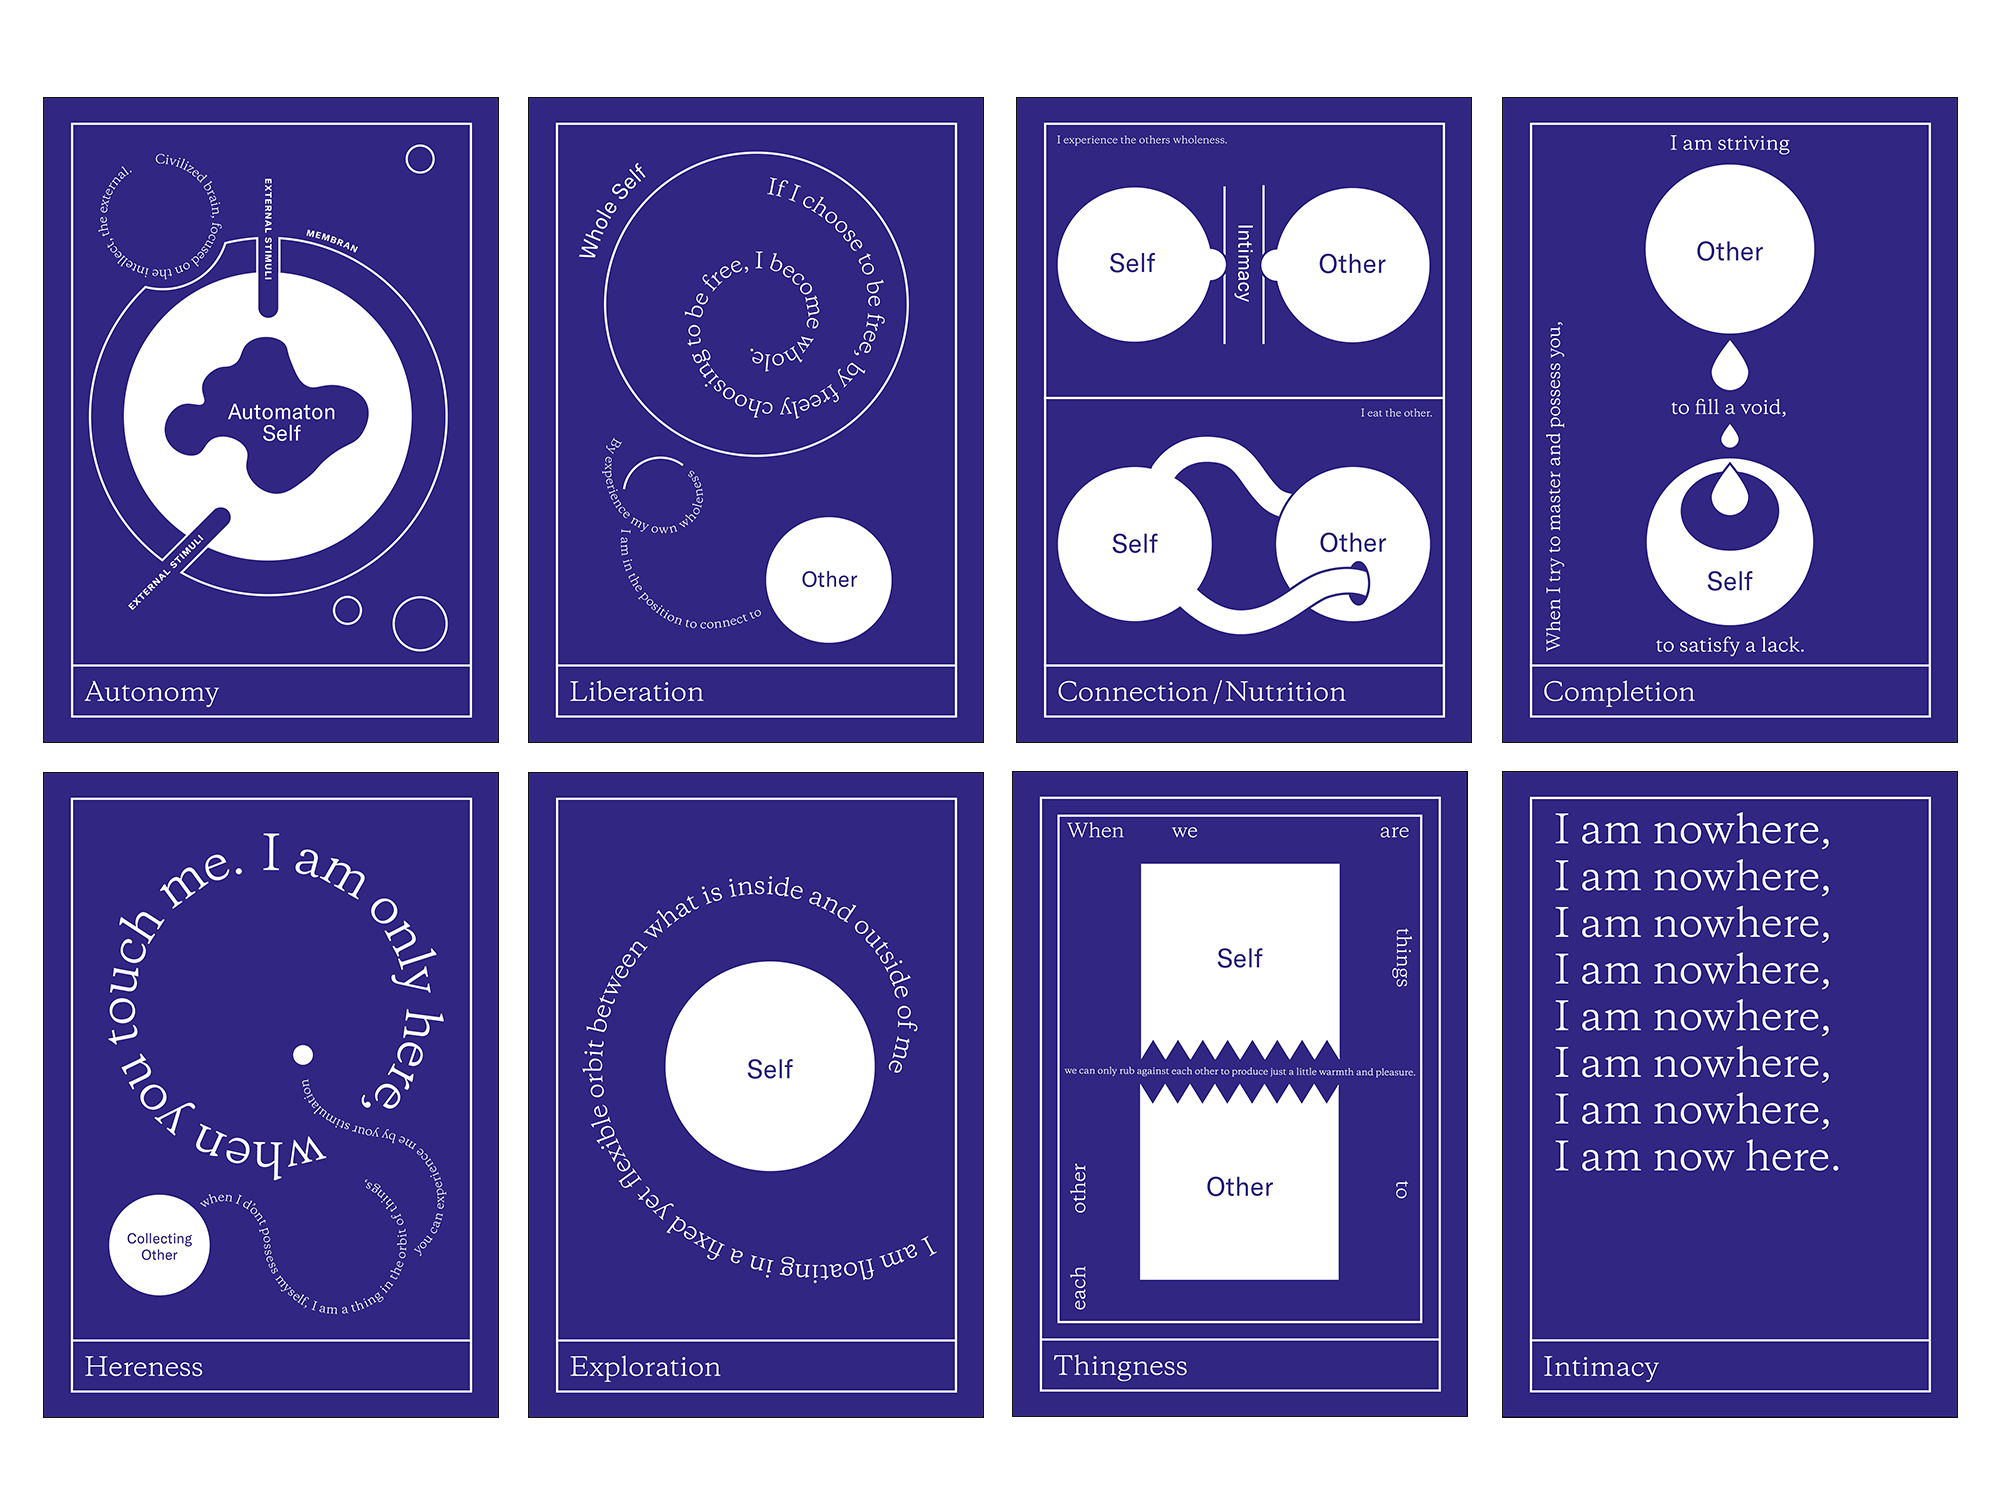 Civilized brain, focused on the intellect, the external.
EXTERNAL STIMULI
MEMBRAN
Automaton
Self
EXTERNAL STIMULI
Autonomy
Whole Self
If I choose to be free, by freely choosing to be free, I become whole.
By experience my own wholeness
I am in the position to connect to
Other
Liberation
I experience the others wholeness.
Self
Intimacy
Other
I eat the other.
Self
Other
Connection / Nutrition
When I try to master and possess you,
I am striving
Other
to fill a void,
Self
to satisfy a lack.
Completion
I am only here, when you touch me.
you can experience me by your stimulation
Collecting
Other
when I d'ont possess myself, I am a thing in the orbit of things,
Hereness
I am floating in a fixed yet flexible orbit between what is inside and outside of me
Self
Exploration
When we are
things
to
each other
Self
we can only rub against each other to produce just a little warmth and pleasure.
Other
Thingness
I am nowhere,
I am nowhere,
I am nowhere,
I am nowhere,
I am nowhere,
I am nowhere,
I am nowhere,
I am now here.
Intimacy